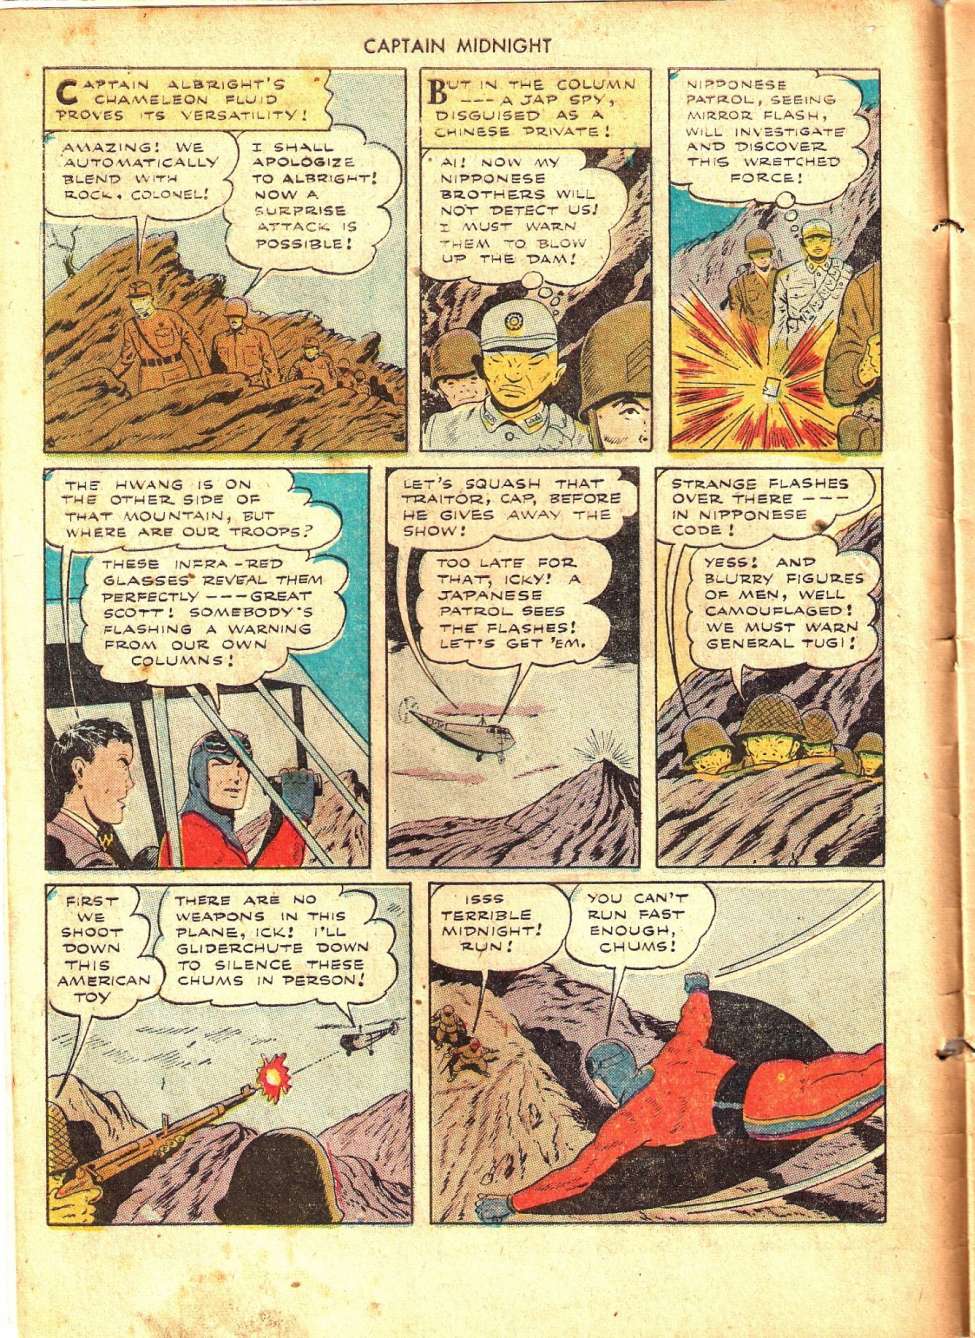 CAPTAIN MIDNIGHT
CAPTAIN ALBRIGHT'S
CHAMELEON FLUID
PROVES ITS VERSATILITY!
AMAZING! WE
AUTOMATICALLY
BLEND WITH
ROCK, COLONEL!
I SHALL
APOLOGIZE
TO ALBRIGHT!
NOW A
SURPRISE
ATTACK IS
POSSIBLE!
BUT IN THE COLUMN
--- A JAP SPY,
DISGUISED AS A
CHINESE PRIVATE!
AI! NOW MY
NIPPONESE
BROTHERS WILL
NOT DETECT US!
I MUST WARN
THEM TO BLOW
UP THE DAM!
NIPPONESE
PATROL, SEEING
MIRROR FLASH,
WILL INVESTIGATE
AND DISCOVER
THIS WRETCHED
FORCE!
THE HWANG IS ON
THE OTHER SIDE OF
THAT MOUNTAIN, BUT
WHERE ARE OUR TROOPS?
THESE INFRA-RED
GLASSES REVEAL THEM
PERFECTLY --- GREAT
SCOTT! SOMEBODY'S
FLASHING A WARNING
FROM OUR OWN
COLUMNS!
W
LET'S SQUASH THAT
TRAITOR, CAP, BEFORE
HE GIVES AWAY THE
SHOW!
TOO LATE FOR
THAT, ICKY! A
JAPANESE
PATROL SEES
THE FLASHES!
LET'S GET 'EM.
STRANGE FLASHES
OVER THERE ---
IN NIPPONESE
CODE!
YESS! AND
BLURRY FIGURES
OF MEN, WELL
CAMOUFLAGED!
WE MUST WARN
GENERAL TUGI!
FIRST
WE
SHOOT
DOWN
THIS
AMERICAN
TOY
THERE ARE NO
WEAPONS IN THIS
PLANE, ICK! I'LL
GLIDERCHUTE DOWN
TO SILENCE THESE
CHUMS IN PERSON!
ISSS
TERRIBLE
MIDNIGHT!
RUN!
YOU CAN'T
RUN FAST
ENOUGH,
CHUMS!